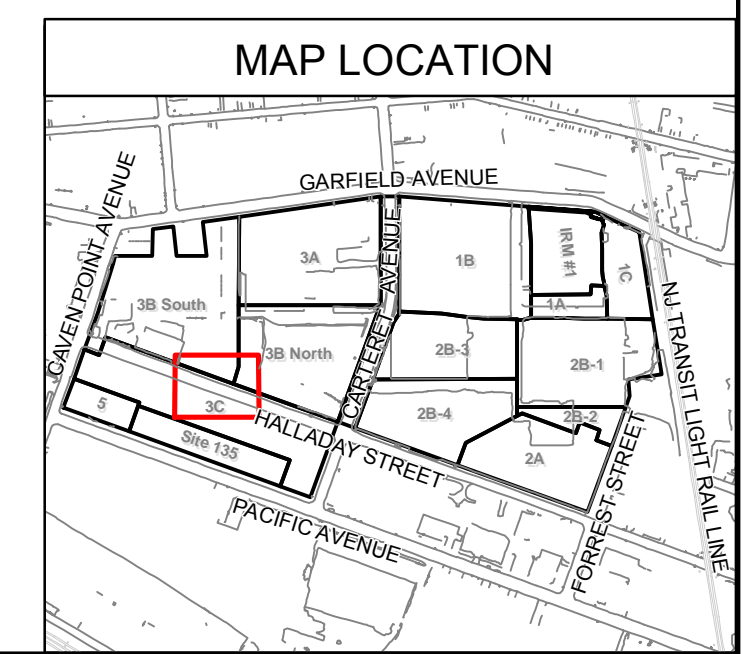 MAP LOCATION
GARFIELD AVENUE
CAVEN POINT AVENUE
3A
CARTERET AVENUE
1B
IRM #1
1C
1A
3B South
3B North
2B-3
2B-1
NJ TRANSIT LIGHT RAIL LINE
5
3C
HALLADAY STREET
2B-4
2B-2
Site 135
2A
FORREST STREET
PACIFIC AVENUE